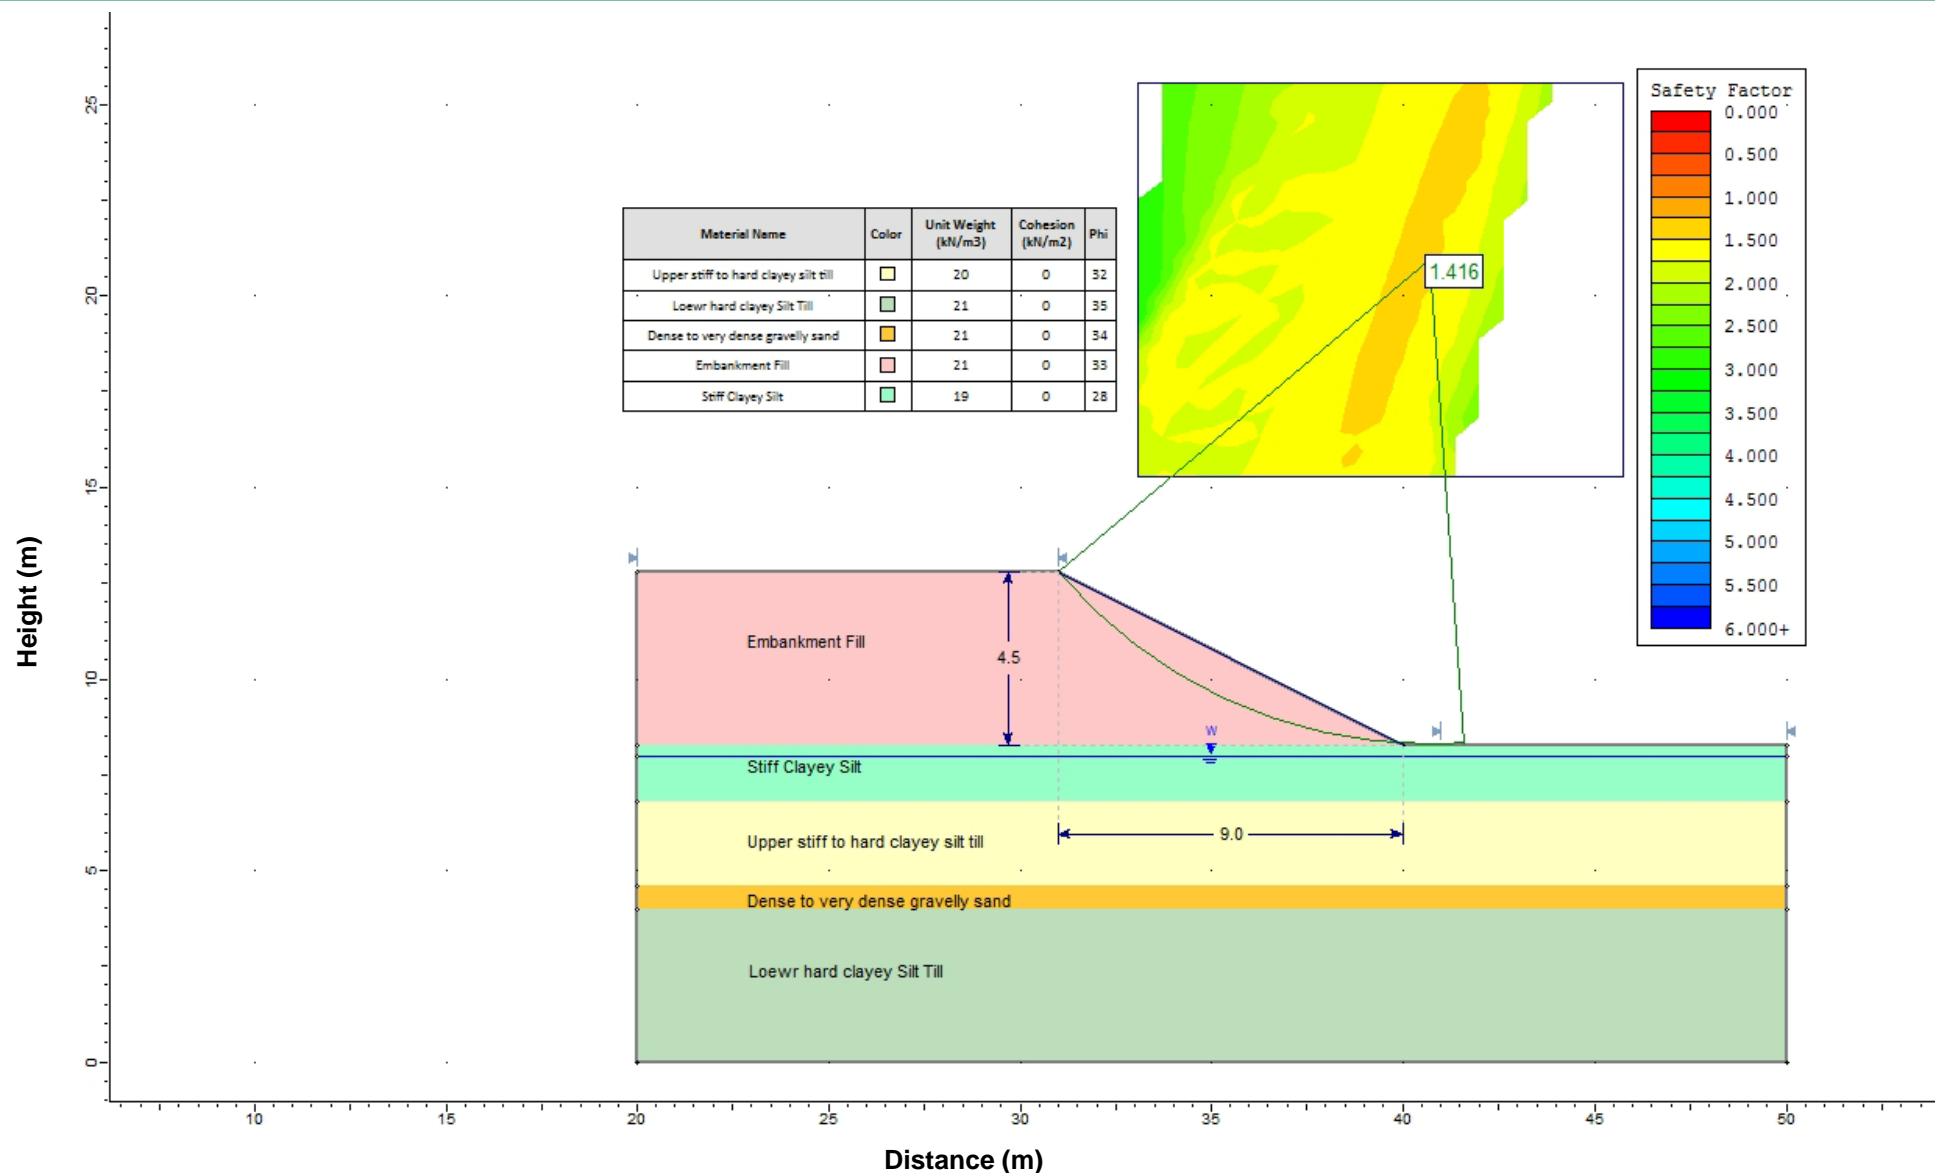 Safety Factor
0.000
0.500
1.000
1.500
2.000
2.500
3.000
3.500
4.000
4.500
5.000
5.500
6.000+
Material Name Color Unit Weight (kN/m3) Cohesion (kN/m2) Phi
Upper stiff to hard clayey silt till 20 0 32
Loewr hard clayey Silt Till 21 0 35
Dense to very dense gravelly sand 21 0 34
Embankment Fill 21 0 33
Stiff Clayey Silt 19 0 28
1.416
Embankment Fill
4.5
W
Stiff Clayey Silt
9.0
Upper stiff to hard clayey silt till
Dense to very dense gravelly sand
Loewr hard clayey Silt Till
Height (m)
25
20
15
10
5
0
10 15 20 25 30 35 40 45 50
Distance (m)